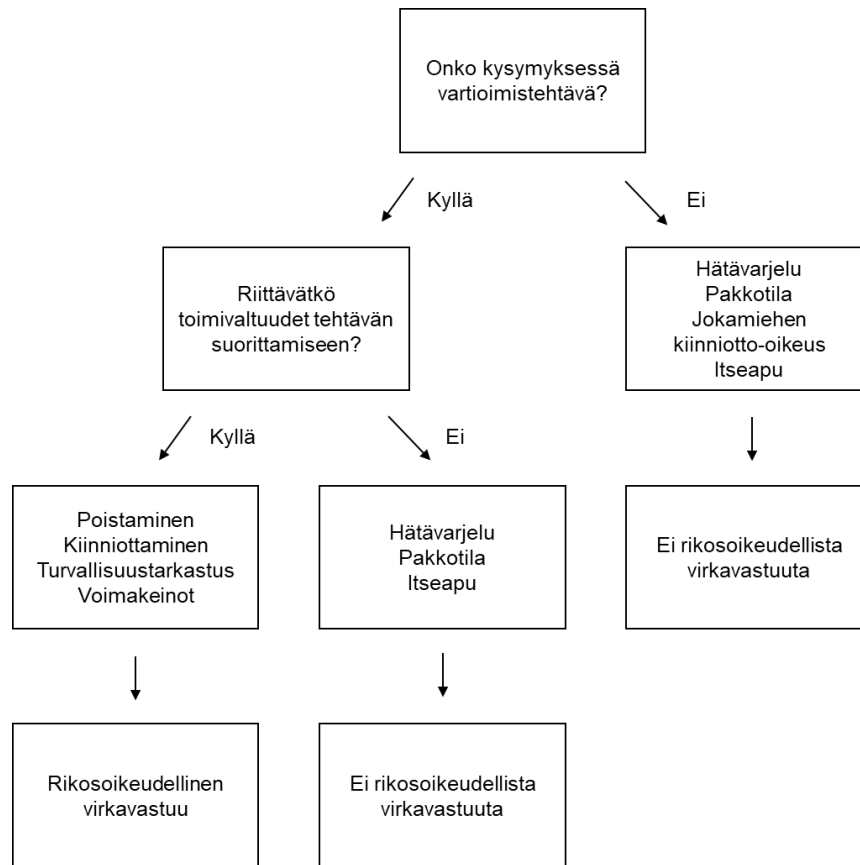 Onko kysymyksessä
vartioimistehtävä?
Kyllä
Ei
Riittävätkö
toimivaltuudet tehtävän
suorittamiseen?
Hätävarjelu
Pakkotila
Jokamiehen
kiinniotto-oikeus
Itseapu
Kyllä
Ei
Poistaminen
Kiinniottaminen
Turvallisuustarkastus
Voimakeinot
Hätävarjelu
Pakkotila
Itseapu
Ei rikosoikeudellista
virkavastuuta
Rikosoikeudellinen
virkavastuu
Ei rikosoikeudellista
virkavastuuta